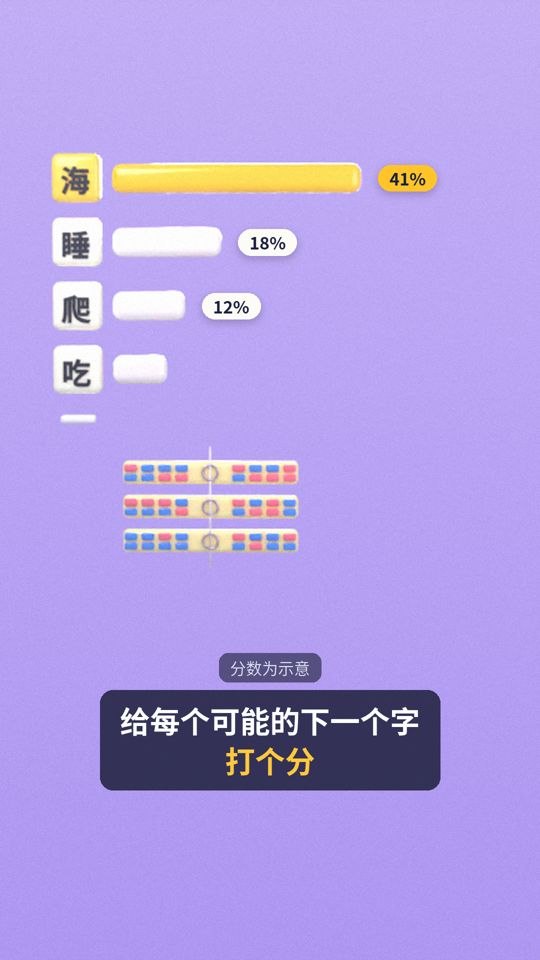 海 41%
睡 18%
爬 12%
吃
分数为示意
给每个可能的下一个字
打个分